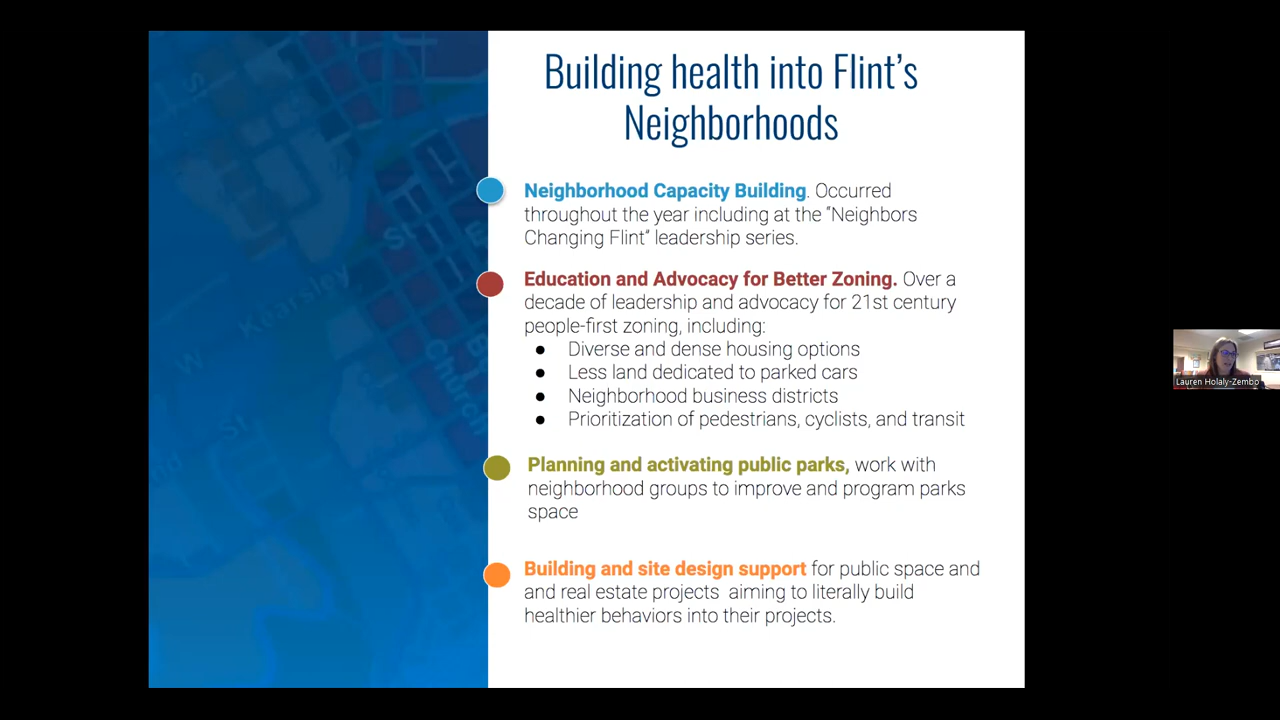 Building health into Flint's
Neighborhoods
Neighborhood Capacity Building. Occurred
throughout the year including at the "Neighbors
Changing Flint" leadership series.
Education and Advocacy for Better Zoning. Over a
decade of leadership and advocacy for 21st century
people-first zoning, including:
● Diverse and dense housing options
● Less land dedicated to parked cars
● Neighborhood business districts
● Prioritization of pedestrians, cyclists, and transit
Planning and activating public parks, work with
neighborhood groups to improve and program parks
space
Building and site design support for public space and
and real estate projects aiming to literally build
healthier behaviors into their projects.
St
W. Kearsley
St
Church
Lauren Holaly-Zembo